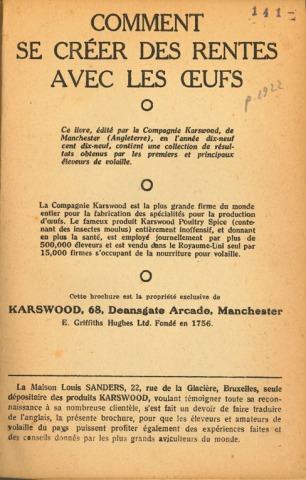 141-
COMMENT
SE CRÉER DES RENTES
AVEC LES ŒUFS
p. 1922
Ce livre, édité par la Compagnie Karswood, de
Manchester (Angleterre), en l'année dix-neuf
cent dix-neuf, contient une collection de résul-
tats obtenus par les premiers et principaux
éleveurs de volaille.
La Compagnie Karswood est la plus grande firme du monde
entier pour la fabrication des spécialités pour la production
d'œufs. Le fameux produit Karswood Poultry Spice (conte-
nant des insectes moulus) entièrement inoffensif, et donnant
en plus la santé, est employé journellement par plus de
500,000 éleveurs et est vendu dans le Royaume-Uni seul par
15,000 firmes s'occupant de la nourriture pour volaille.
Cette brochure est la propriété exclusive de
KARSWOOD, 68, Deansgate Arcade, Manchester
E. Griffiths Hughes Ltd. Fondé en 1756.
La Maison Louis SANDERS, 22, rue de la Glacière, Bruxelles, seule
dépositaire des produits KARSWOOD, voulant témoigner toute sa recon-
naissance à sa nombreuse clientèle, s'est fait un devoir de faire traduire
de l'anglais, la présente brochure, pour que les éleveurs et amateurs de
volaille du pays puissent profiter également des expériences faites et
des conseils donnés par les plus grands aviculteurs du monde.